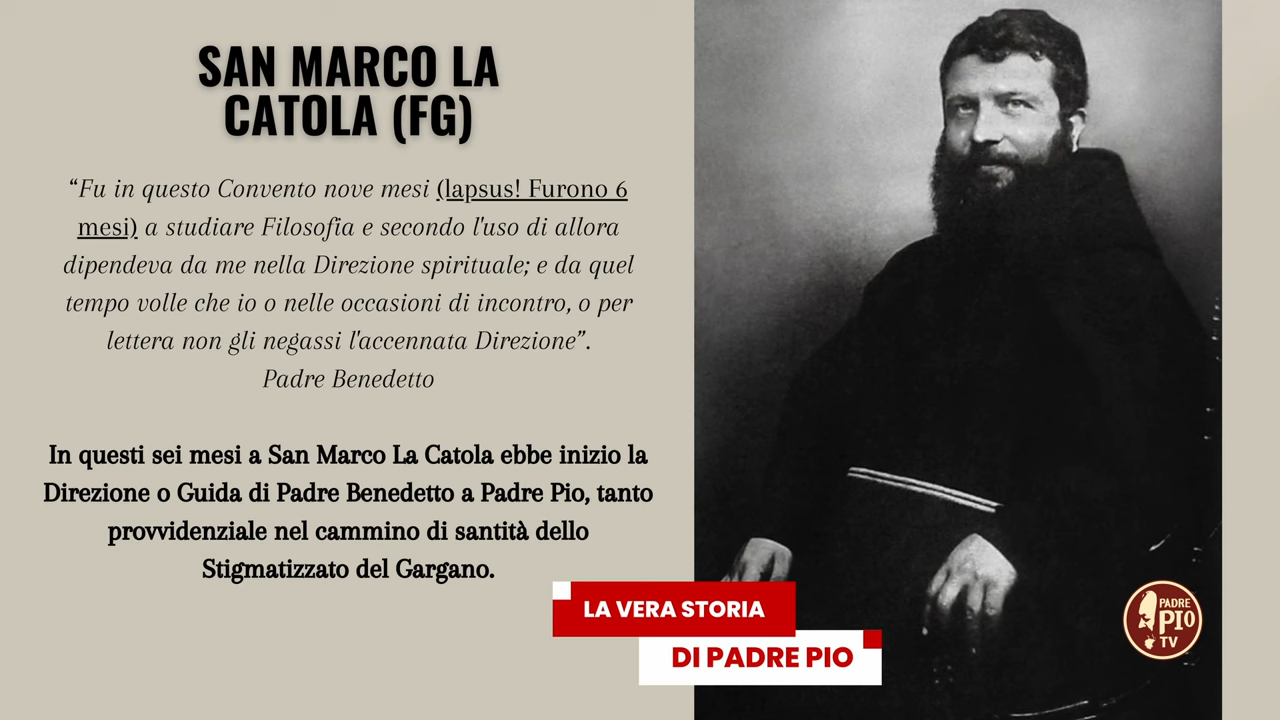 SAN MARCO LA
CATOLA (FG)
“Fu in questo Convento nove mesi (lapsus! Furono 6
mesi) a studiare Filosofia e secondo l'uso di allora
dipendeva da me nella Direzione spirituale; e da quel
tempo volle che io o nelle occasioni di incontro, o per
lettera non gli negassi l'accennata Direzione”.
Padre Benedetto
In questi sei mesi a San Marco La Catola ebbe inizio la
Direzione o Guida di Padre Benedetto a Padre Pio, tanto
provvidenziale nel cammino di santità dello
Stigmatizzato del Gargano.
LA VERA STORIA
DI PADRE PIO
PADRE
PIO
TV